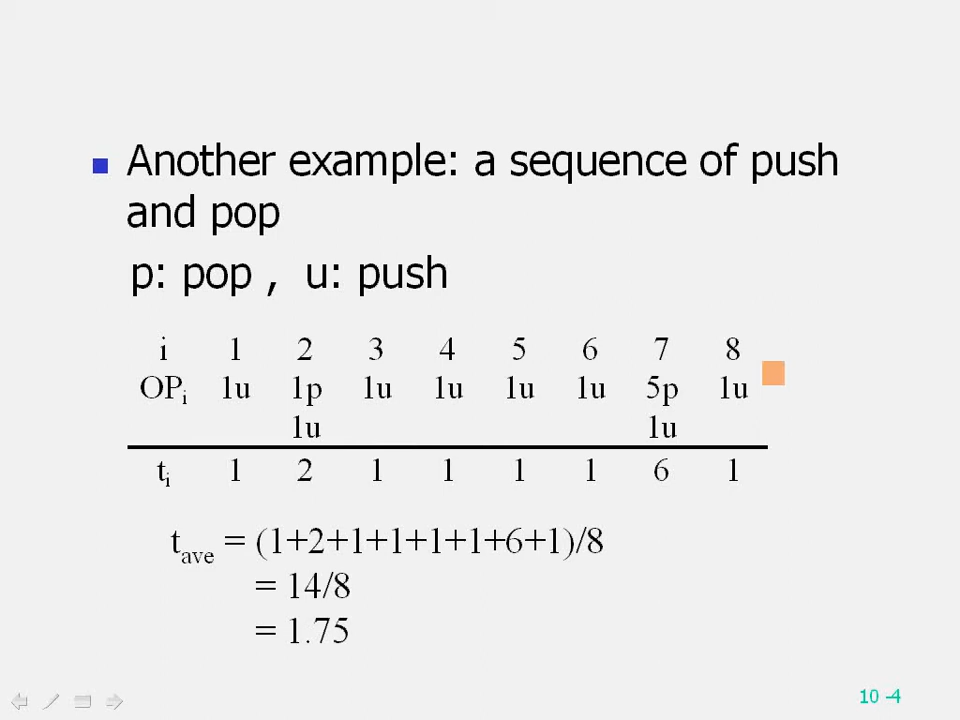 Another example: a sequence of push
and pop
p: pop , u: push
i 1 2 3 4 5 6 7 8
OPi 1u 1p 1u 1u 1u 1u 5p 1u
1u 1u
ti 1 2 1 1 1 1 6 1
tave = (1+2+1+1+1+1+6+1)/8
= 14/8
= 1.75
10 -4